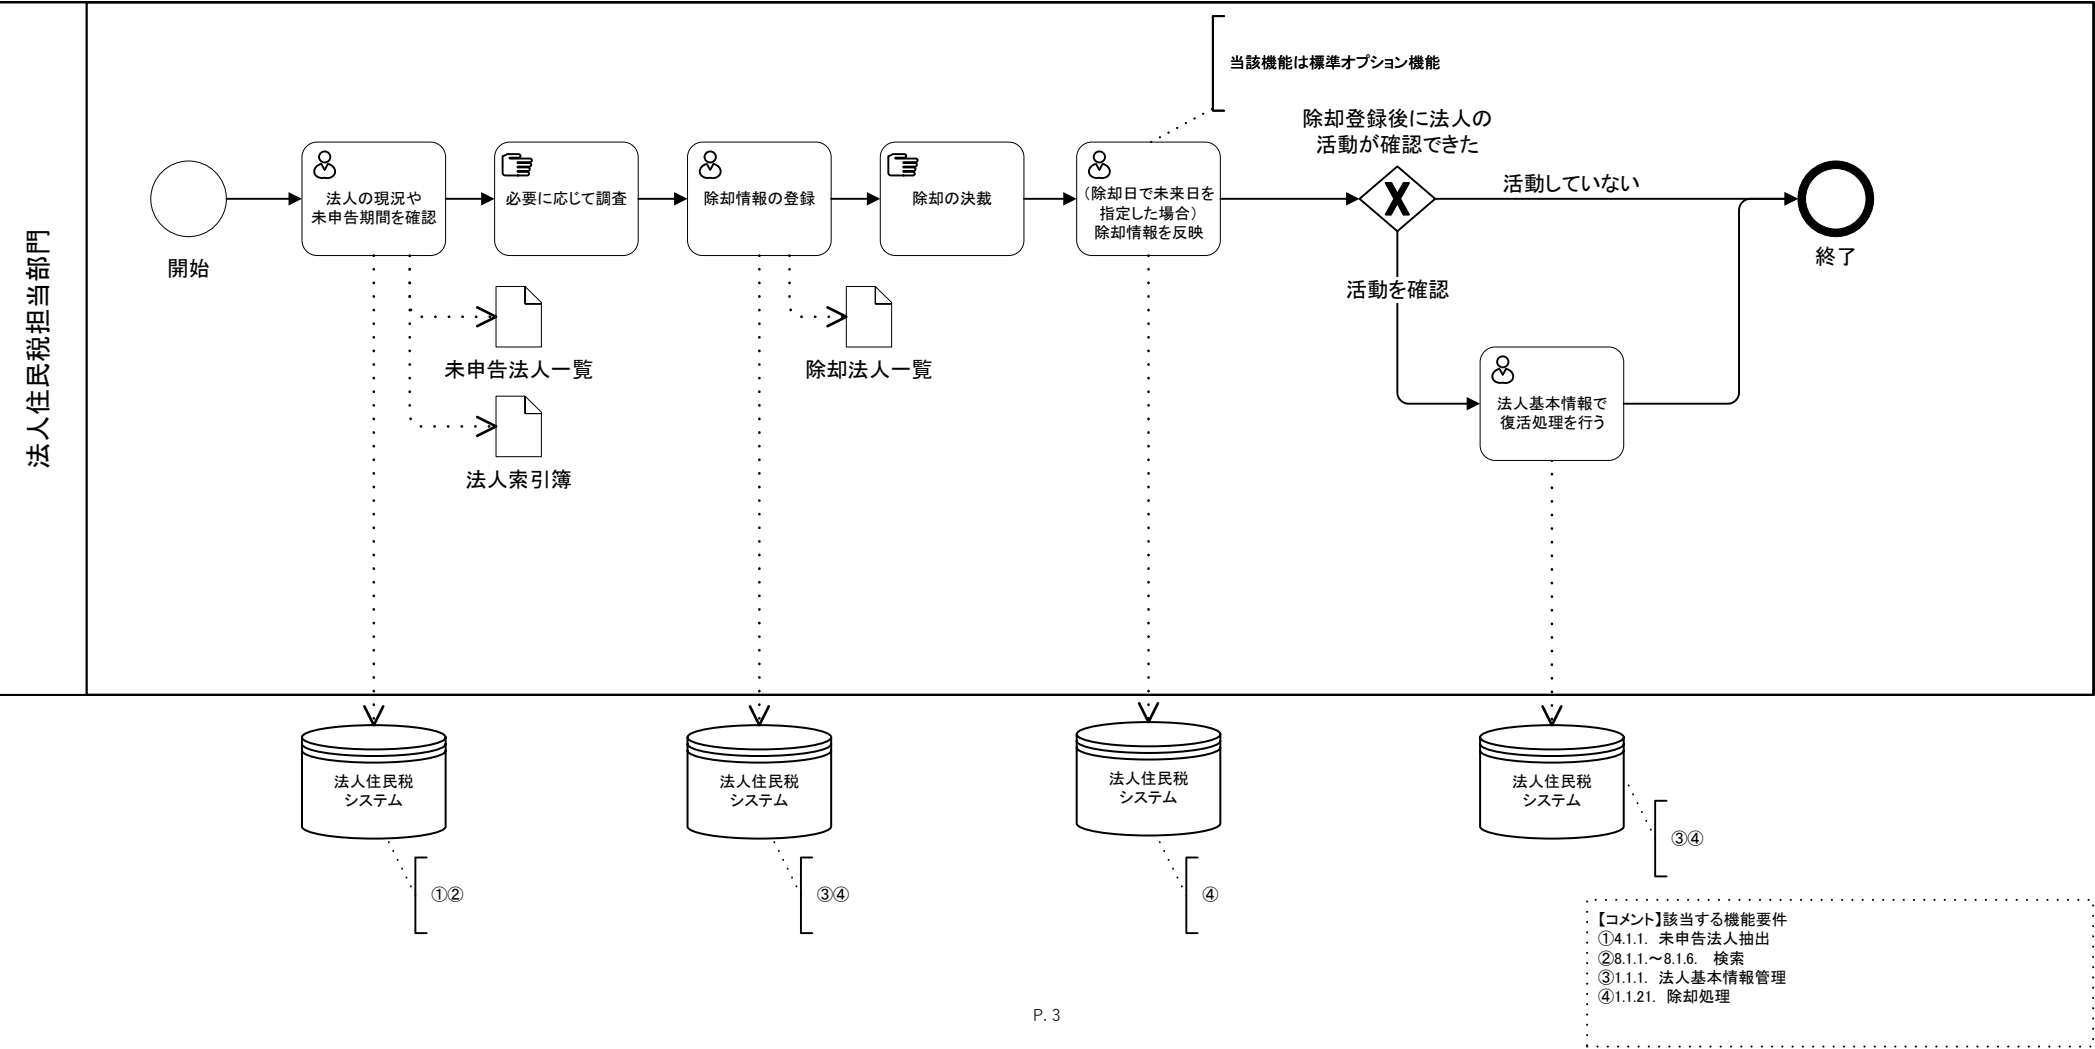 法人住民税担当部門
当該機能は標準オプション機能
開始
法人の現況や
未申告期間を確認
必要に応じて調査
除却情報の登録
除却の決裁
（除却日で未来日を
指定した場合）
除却情報を反映
除却登録後に法人の
活動が確認できた
活動していない
終了
活動を確認
未申告法人一覧
法人索引簿
除却法人一覧
法人基本情報で
復活処理を行う
法人住民税
システム
①②
法人住民税
システム
③④
法人住民税
システム
④
法人住民税
システム
③④
【コメント】該当する機能要件
①4.1.1. 未申告法人抽出
②8.1.1.～8.1.6. 検索
③1.1.1. 法人基本情報管理
④1.1.21. 除却処理
P. 3